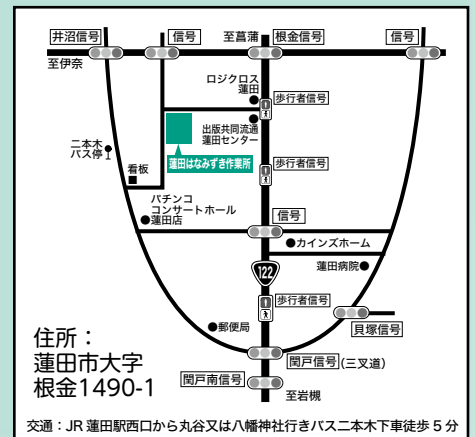 井沼信号
信号
至菖蒲
根金信号
信号
至伊奈
ロジクロス
蓮田
歩行者信号
出版共同流通
蓮田センター
二本木
バス停
蓮田はなみずき作業所
看板
歩行者信号
パチンコ
コンサートホール
蓮田店
信号
カインズホーム
蓮田病院
122
歩行者信号
郵便局
貝塚信号
閏戸信号(三叉道)
閏戸南信号
至岩槻
住所：
蓮田市大字
根金1490-1
交通：JR 蓮田駅西口から丸谷又は八幡神社行きバス二本木下車徒歩 5 分